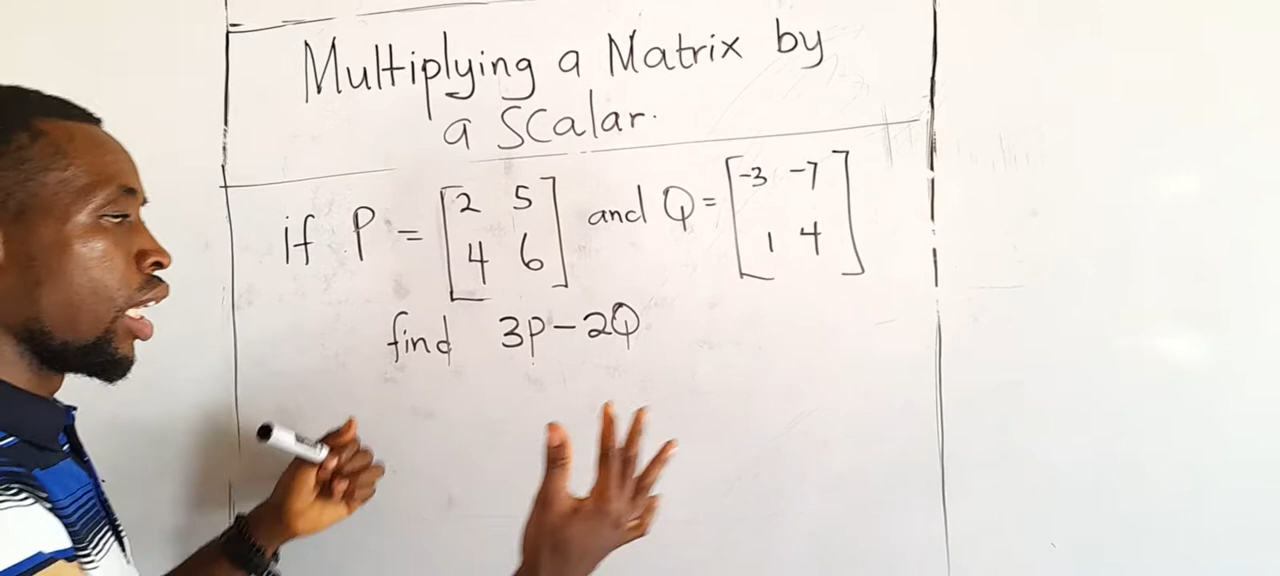 Multiplying a Matrix by
a Scalar.
if P = [2 5
4 6] and Q = [-3 -7
1 4]
find 3P-2Q